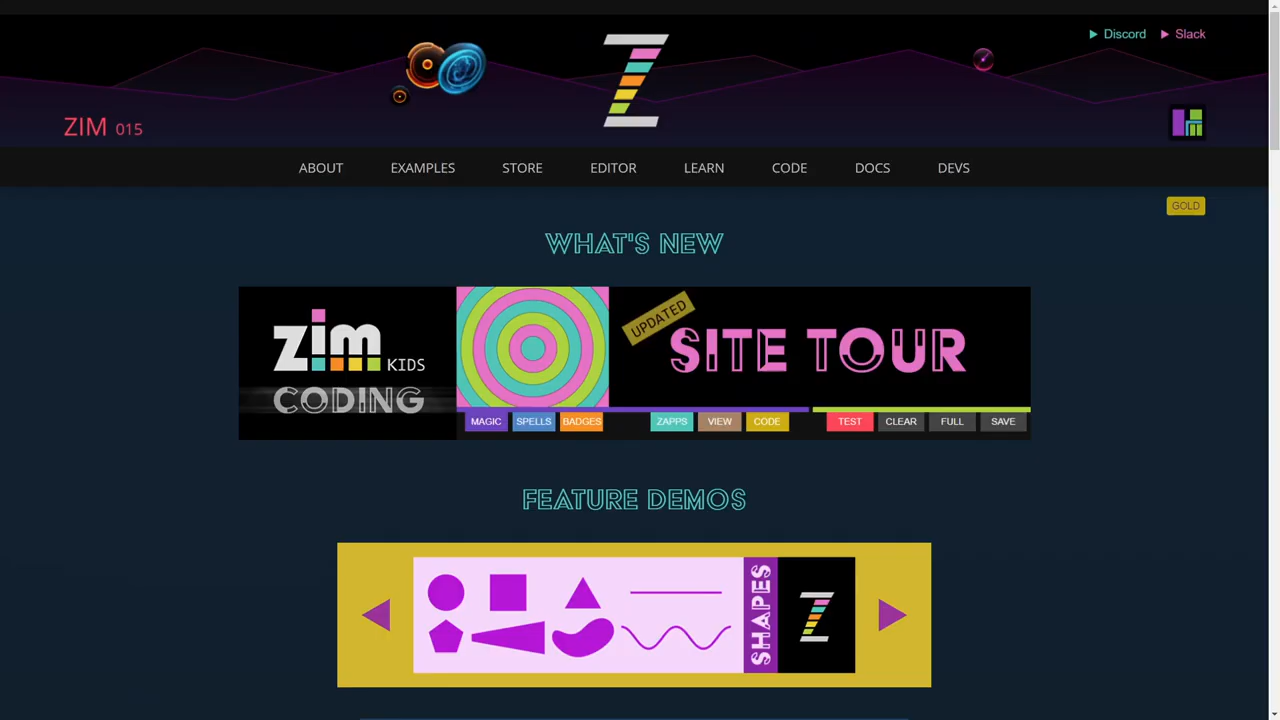 Discord Slack
Z
ZIM 015
ABOUT EXAMPLES STORE EDITOR LEARN CODE DOCS DEVS
GOLD
WHAT'S NEW
zim KIDS
CODING
UPDATED
SITE TOUR
MAGIC SPELLS BADGES ZAPPS VIEW CODE TEST CLEAR FULL SAVE
FEATURE DEMOS
SHAPES
Z